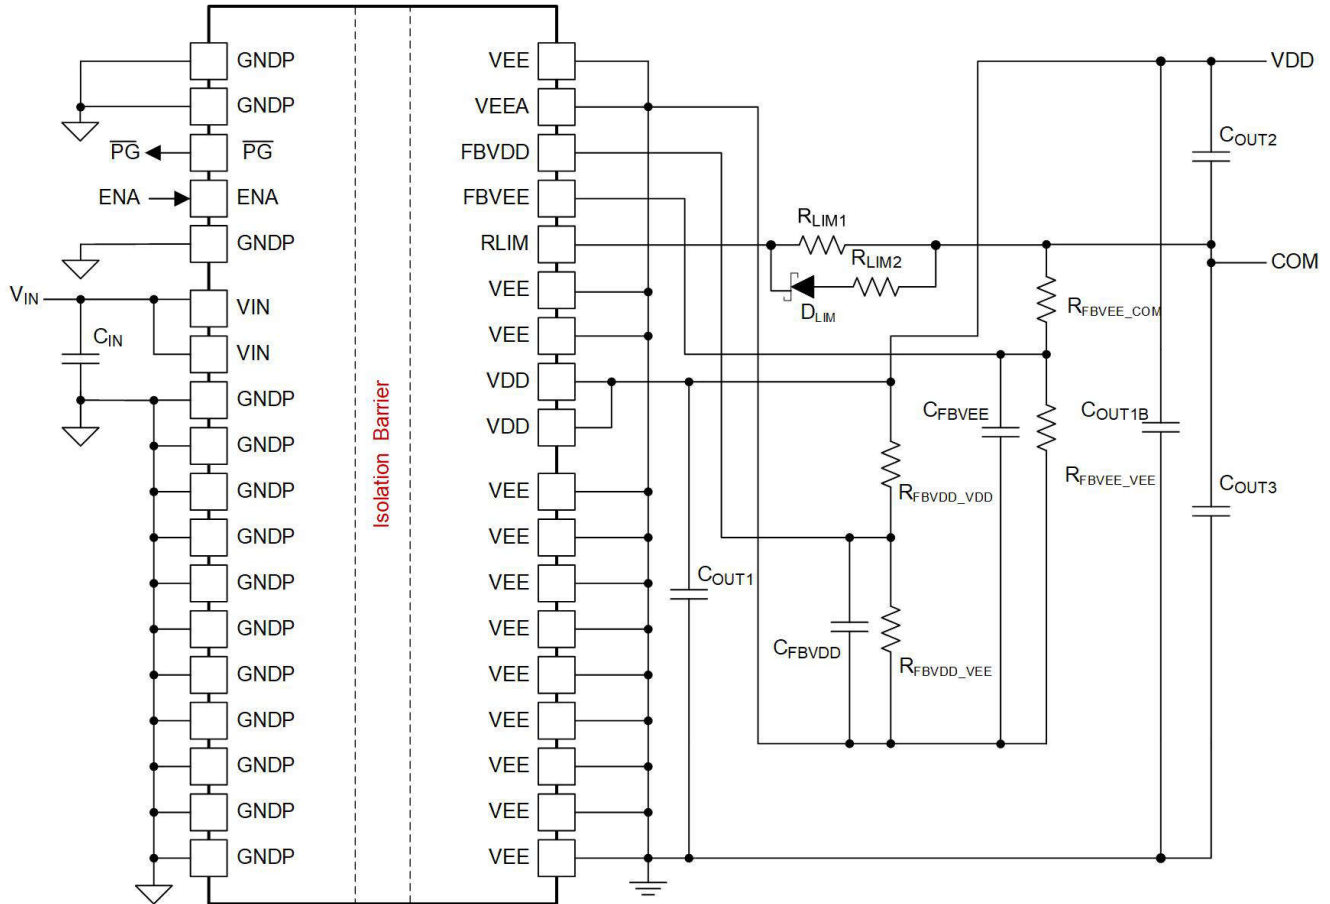 GNDP
GNDP
PG
PG
ENA
ENA
GNDP
VIN
VIN
CIN
VIN
GNDP
GNDP
GNDP
GNDP
GNDP
GNDP
GNDP
GNDP
GNDP
GNDP
GNDP
Isolation Barrier
VEE
VEEA
FBVDD
FBVEE
RLIM
VEE
VEE
VDD
VDD
VEE
VEE
VEE
VEE
VEE
VEE
VEE
VEE
VEE
RLIM1
RLIM2
DLIM
COUT1
CFBVDD
RFBVDD_VDD
RFBVDD_VEE
CFBVEE
RFBVEE_COM
RFBVEE_VEE
COUT1B
VDD
COUT2
COM
COUT3